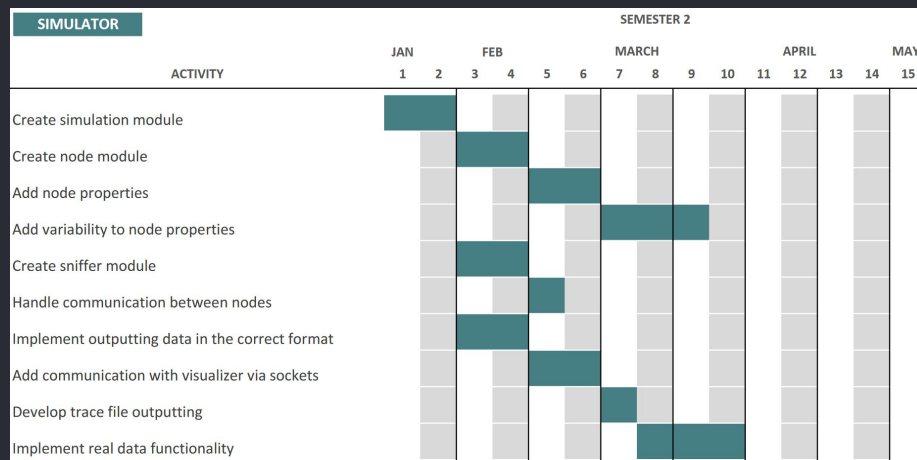 SIMULATOR
SEMESTER 2
JAN FEB MARCH APRIL MAY
ACTIVITY 1 2 3 4 5 6 7 8 9 10 11 12 13 14 15
Create simulation module
Create node module
Add node properties
Add variability to node properties
Create sniffer module
Handle communication between nodes
Implement outputting data in the correct format
Add communication with visualizer via sockets
Develop trace file outputting
Implement real data functionality